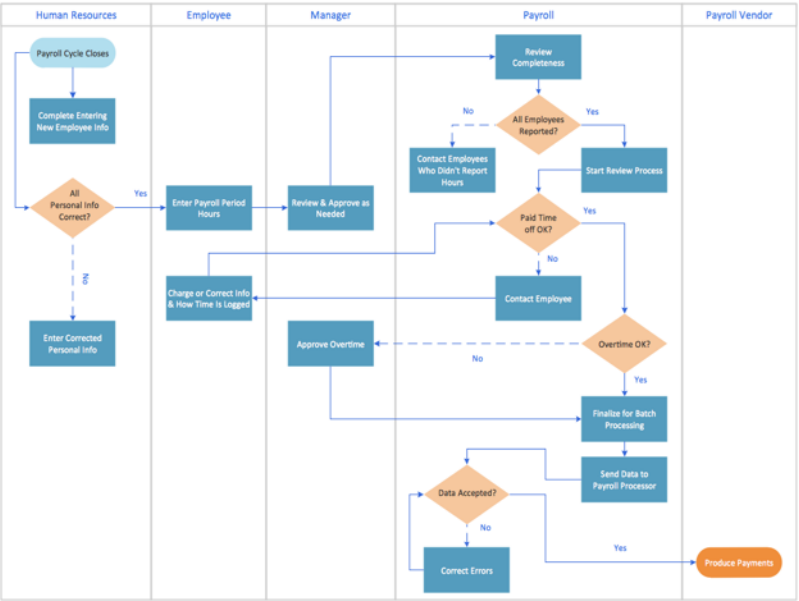 Human Resources
Employee
Manager
Payroll
Payroll Vendor
Payroll Cycle Closes
Review
Completeness
Complete Entering
New Employee Info
No
All Employees
Reported?
Yes
Contact Employees
Who Didn't Report
Hours
Start Review Process
All
Personal Info
Correct?
Yes
Enter Payroll Period
Hours
Review & Approve as
Needed
Paid Time
off OK?
Yes
No
No
Charge or Correct Info
& How Time Is Logged
Contact Employee
Enter Corrected
Personal Info
Approve Overtime
No
Overtime OK?
Yes
Finalize for Batch
Processing
Send Data to
Payroll Processor
Data Accepted?
No
Yes
Correct Errors
Produce Payments